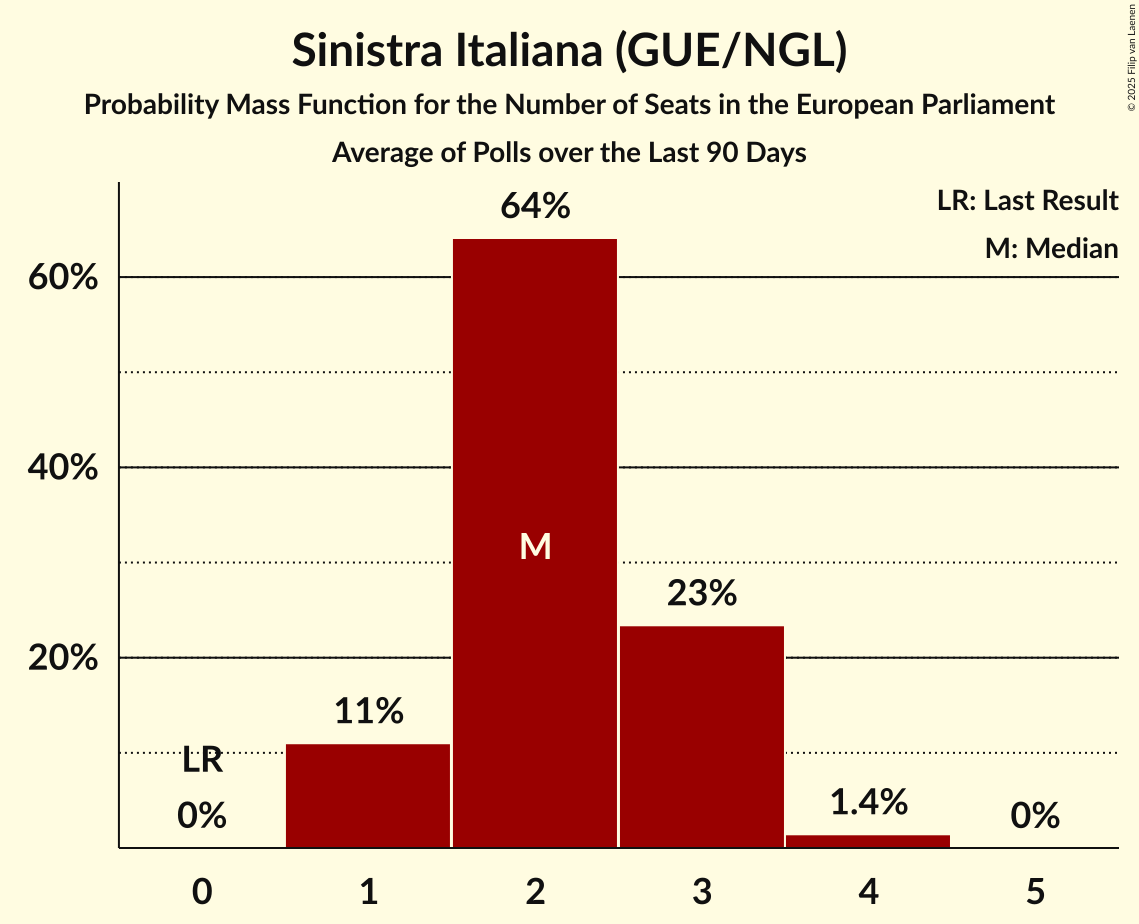 Sinistra Italiana (GUE/NGL)
Probability Mass Function for the Number of Seats in the European Parliament
Average of Polls over the Last 90 Days
© 2025 Filip van Laenen
LR: Last Result
M: Median
64%
60%
40%
M
23%
20%
11%
LR
1.4%
0%
0%
0
1
2
3
4
5